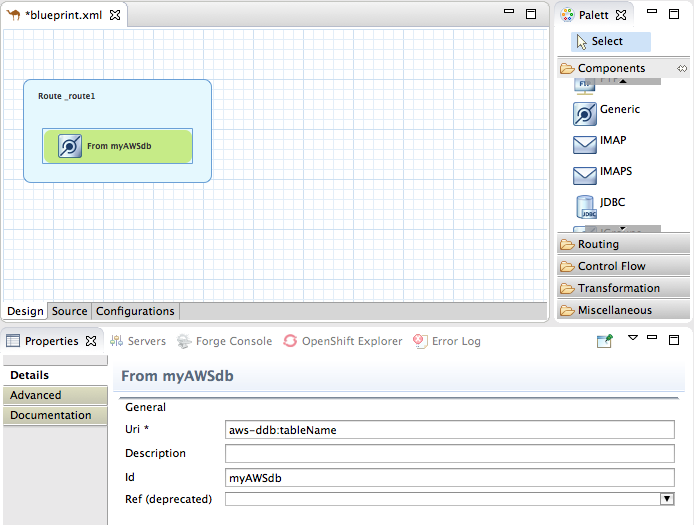 *blueprint.xml
Route _route1
From myAWSdb
Design Source Configurations
Palett
Select
Components
FTP
Generic
IMAP
IMAPS
JDBC
JDBC
Routing
Control Flow
Transformation
Miscellaneous
Properties Servers Forge Console OpenShift Explorer Error Log
Details
Advanced
Documentation
From myAWSdb
General
Uri * aws-ddb:tableName
Description
Id myAWSdb
Ref (deprecated)